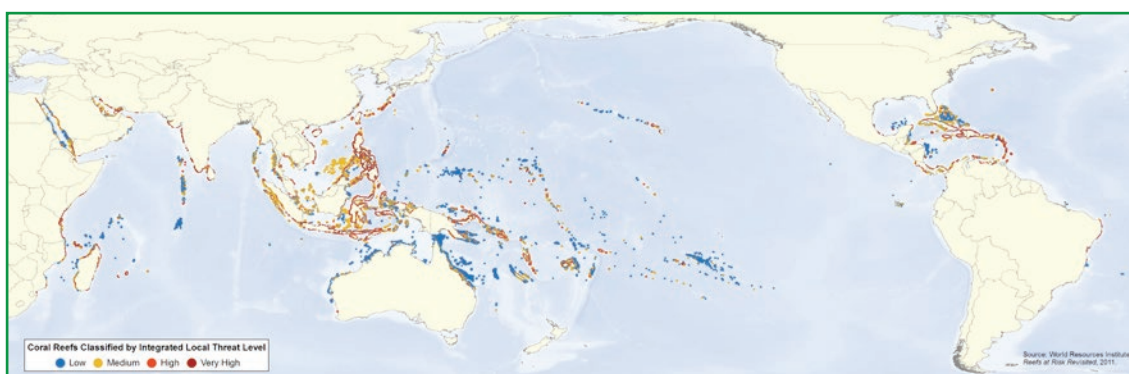 Coral Reefs Classified by Integrated Local Threat Level
Low Medium High Very High
Source: World Resources Institute
Reefs at Risk Revisited, 2011.